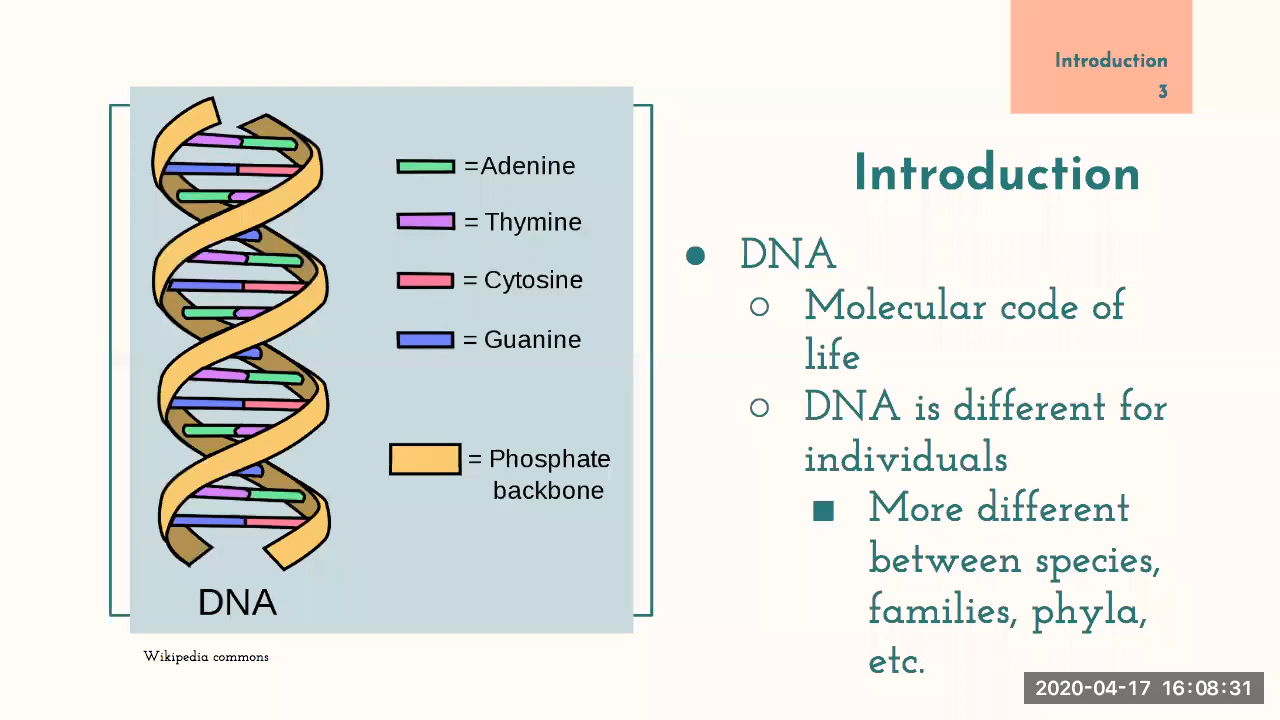 Introduction
3
=Adenine
= Thymine
= Cytosine
= Guanine
= Phosphate
backbone
DNA
Wikipedia commons
Introduction
● DNA
○ Molecular code of
life
○ DNA is different for
individuals
■ More different
between species,
families, phyla,
etc.
2020-04-17 16:08:31